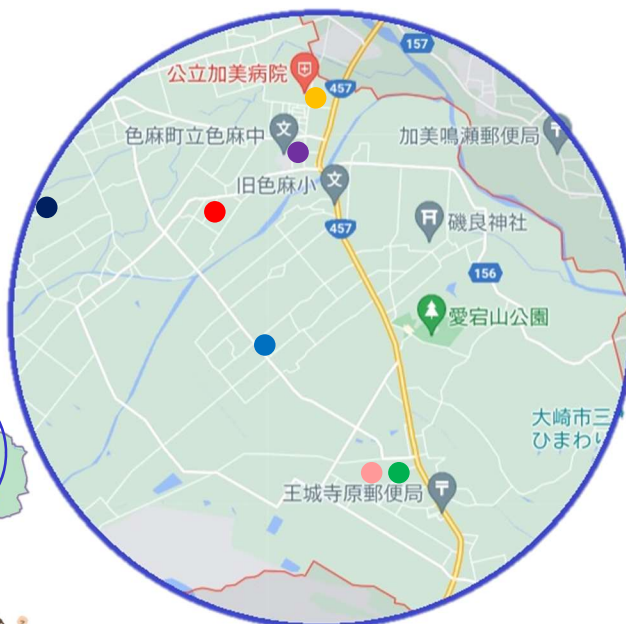 157
公立加美病院
457
色麻町立色麻中
文
加美鳴瀬郵便局
旧色麻小
文
磯良神社
457
156
愛宕山公園
大崎市三
ひまわり
王城寺原郵便局